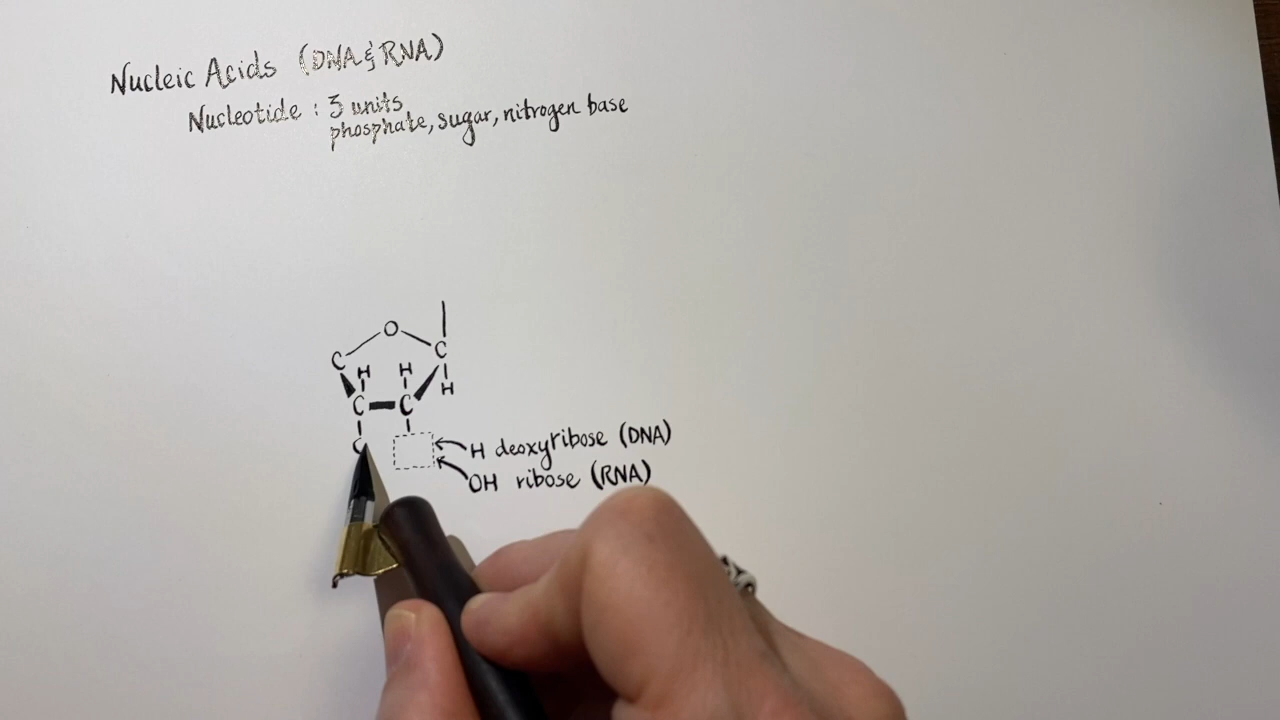 Nucleic Acids (DNA & RNA)
Nucleotide : 3 units
phosphate, sugar, nitrogen base
O
C C
H H
H
C C
H deoxyribose (DNA)
OH ribose (RNA)